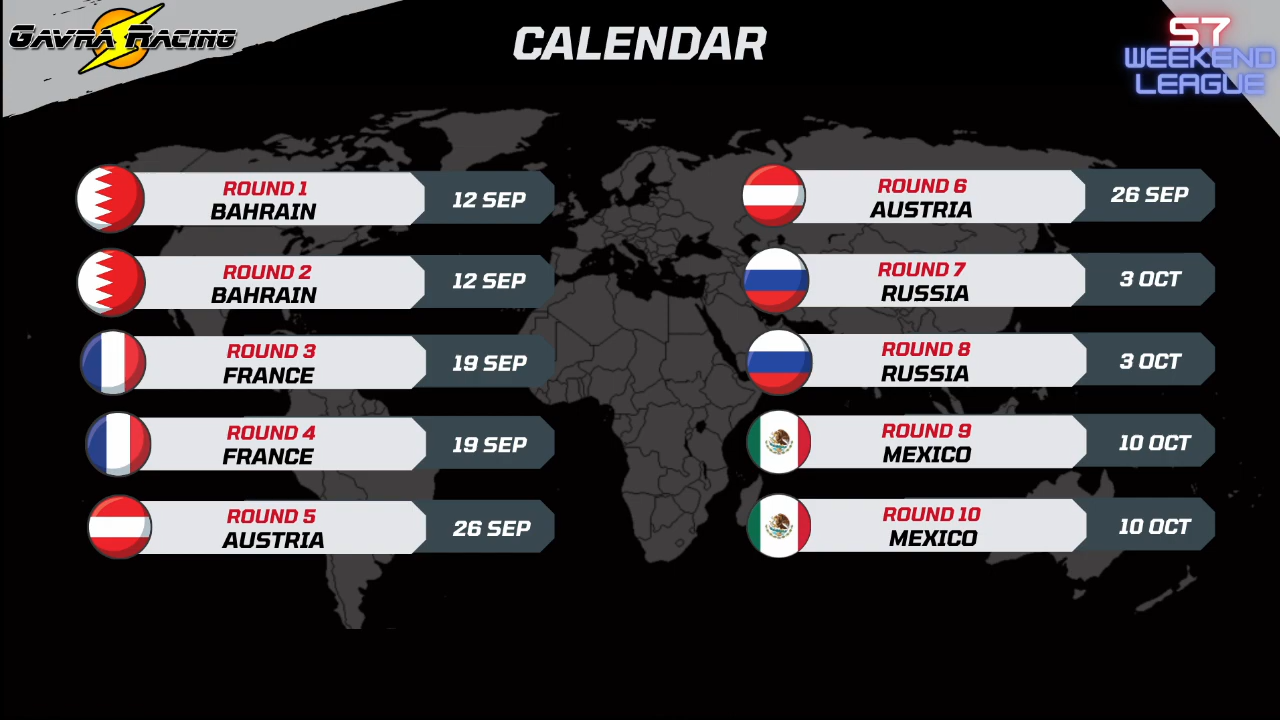 GAVRA RACING
CALENDAR
S7
WEEKEND
LEAGUE
ROUND 1
BAHRAIN
12 SEP
ROUND 2
BAHRAIN
12 SEP
ROUND 3
FRANCE
19 SEP
ROUND 4
FRANCE
19 SEP
ROUND 5
AUSTRIA
26 SEP
ROUND 6
AUSTRIA
26 SEP
ROUND 7
RUSSIA
3 OCT
ROUND 8
RUSSIA
3 OCT
ROUND 9
MEXICO
10 OCT
ROUND 10
MEXICO
10 OCT